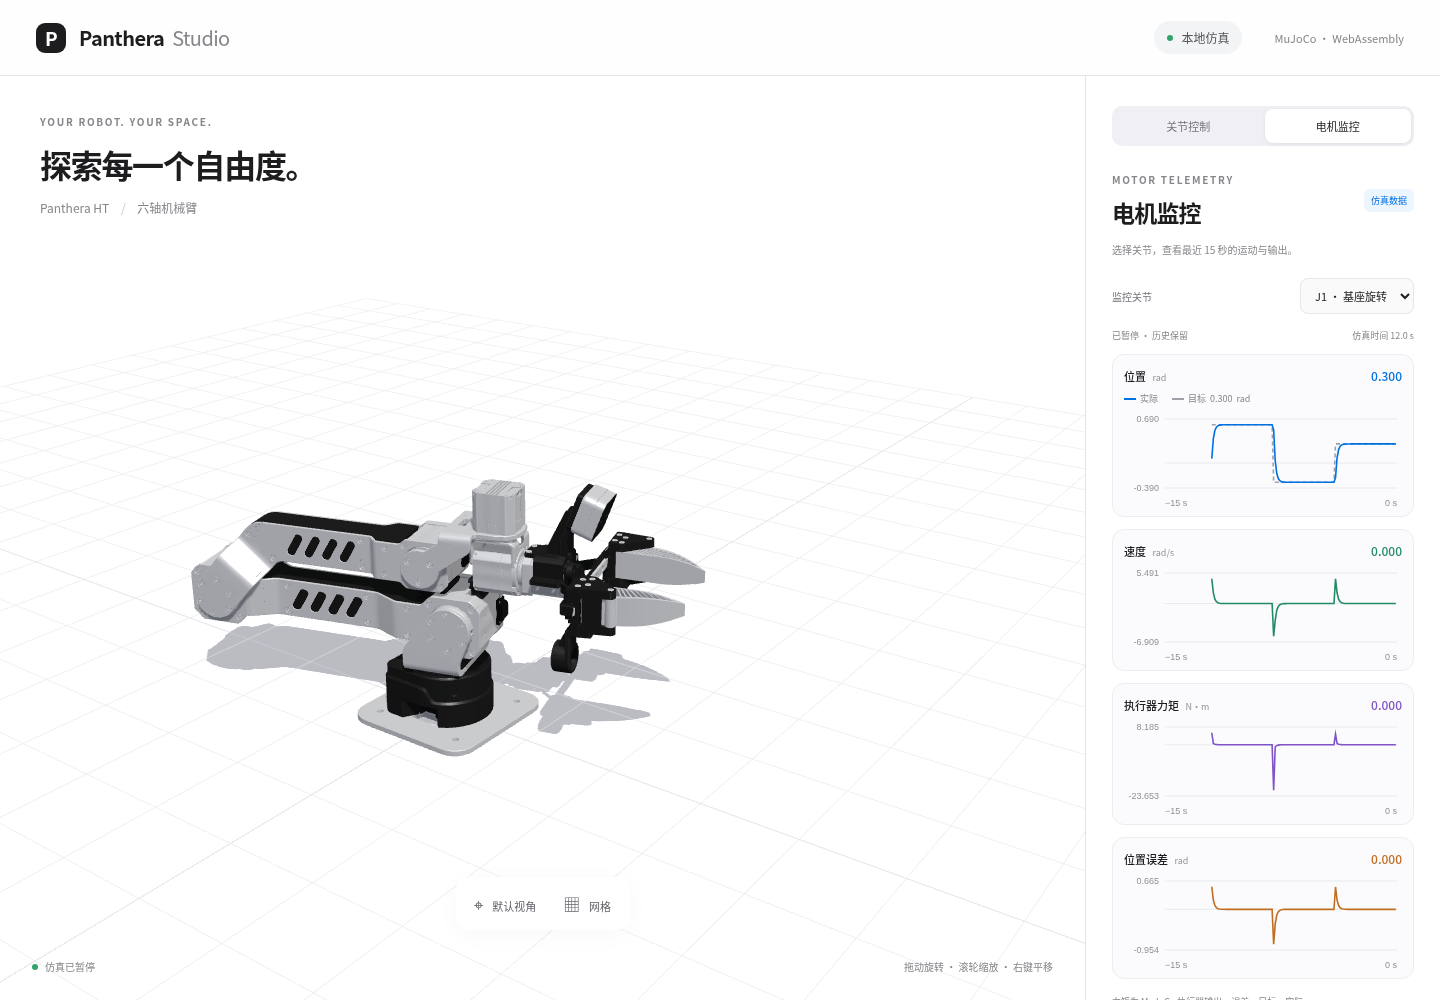 P Panthera Studio
本地仿真
MuJoCo · WebAssembly
YOUR ROBOT. YOUR SPACE.
探索每一个自由度。
Panthera HT / 六轴机械臂
默认视角
网格
仿真已暂停
拖动旋转 · 滚轮缩放 · 右键平移
关节控制
电机监控
MOTOR TELEMETRY
电机监控
仿真数据
选择关节，查看最近 15 秒的运动与输出。
监控关节
J1 · 基座旋转
已暂停 · 历史保留
仿真时间 12.0 s
位置 rad
0.300
实际
目标 0.300 rad
0.690
-0.390
−15 s
0 s
速度 rad/s
0.000
5.491
-6.909
−15 s
0 s
执行器力矩 N·m
0.000
8.185
-23.653
−15 s
0 s
位置误差 rad
0.000
0.665
-0.954
−15 s
0 s